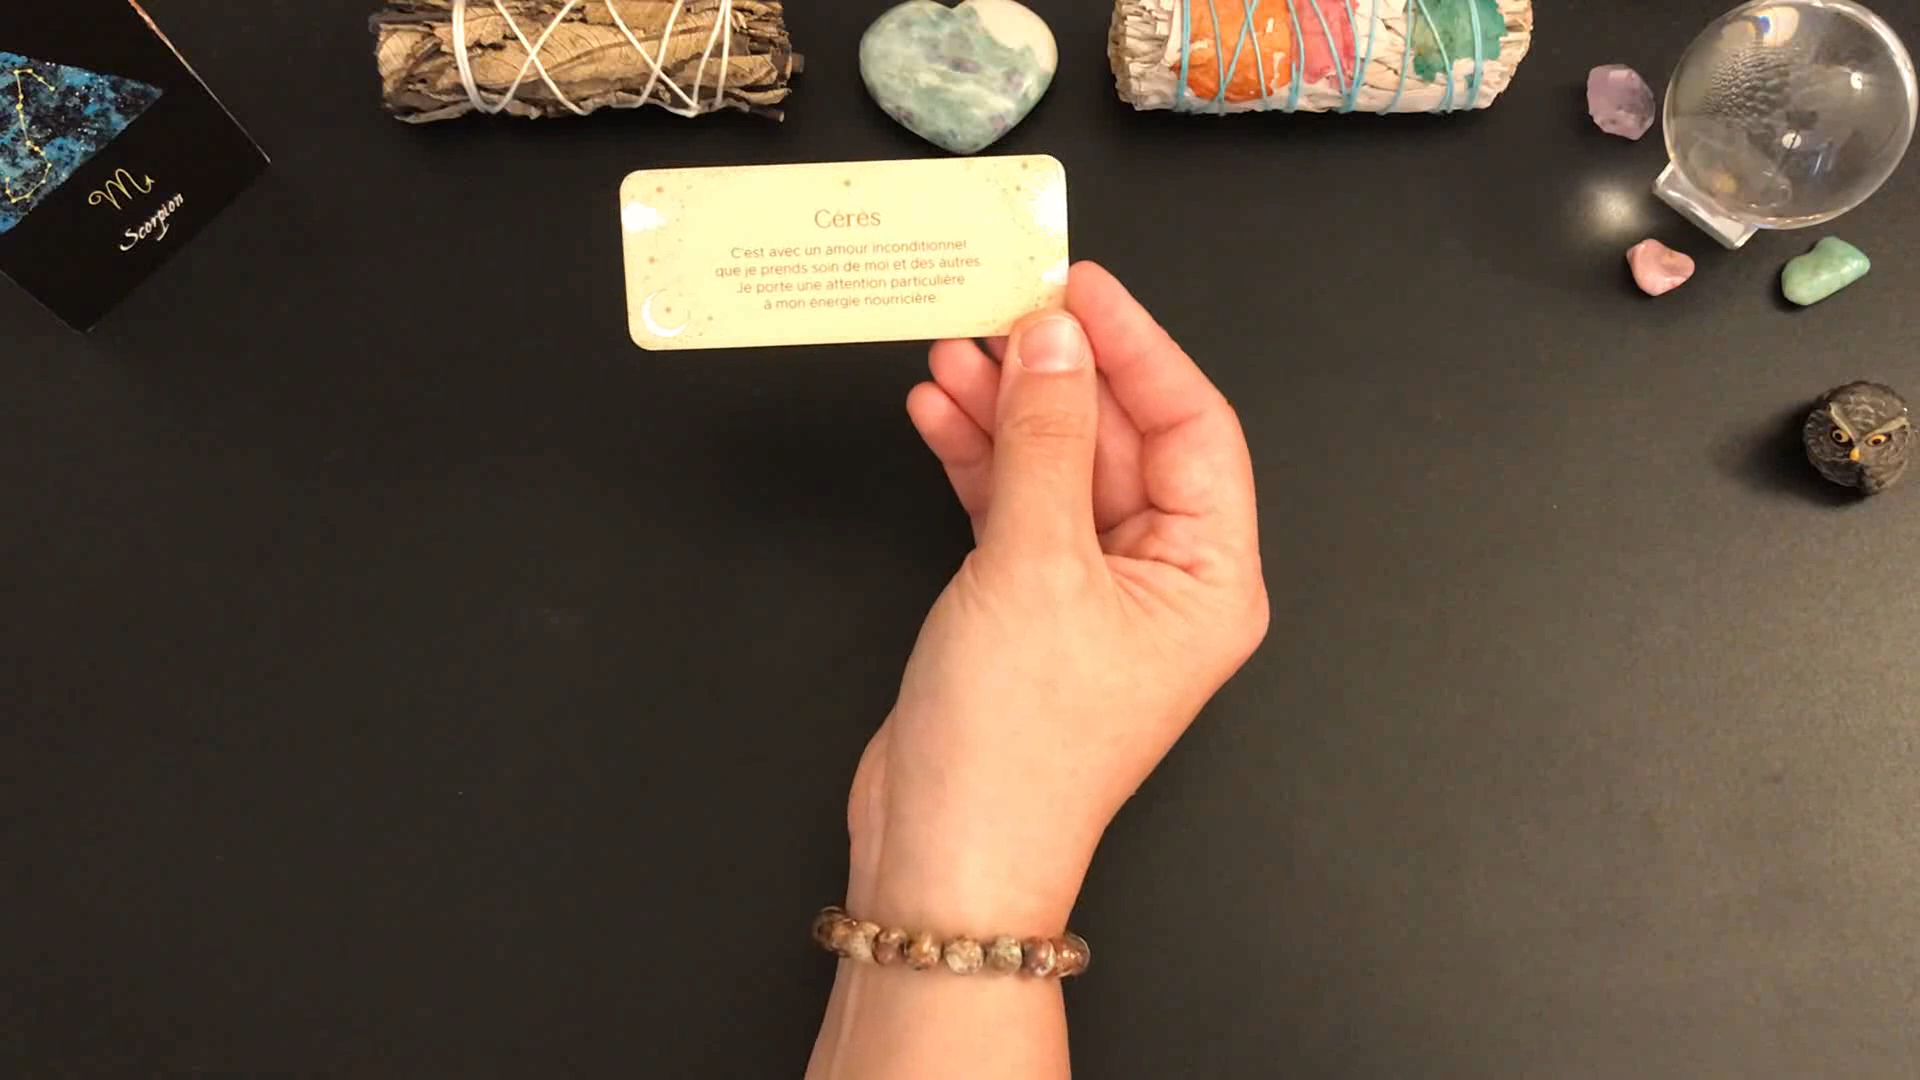 Scorpion
Cérès
C'est avec un amour inconditionnel
que je prends soin de moi et des autres.
Je porte une attention particulière
à mon énergie nourricière.